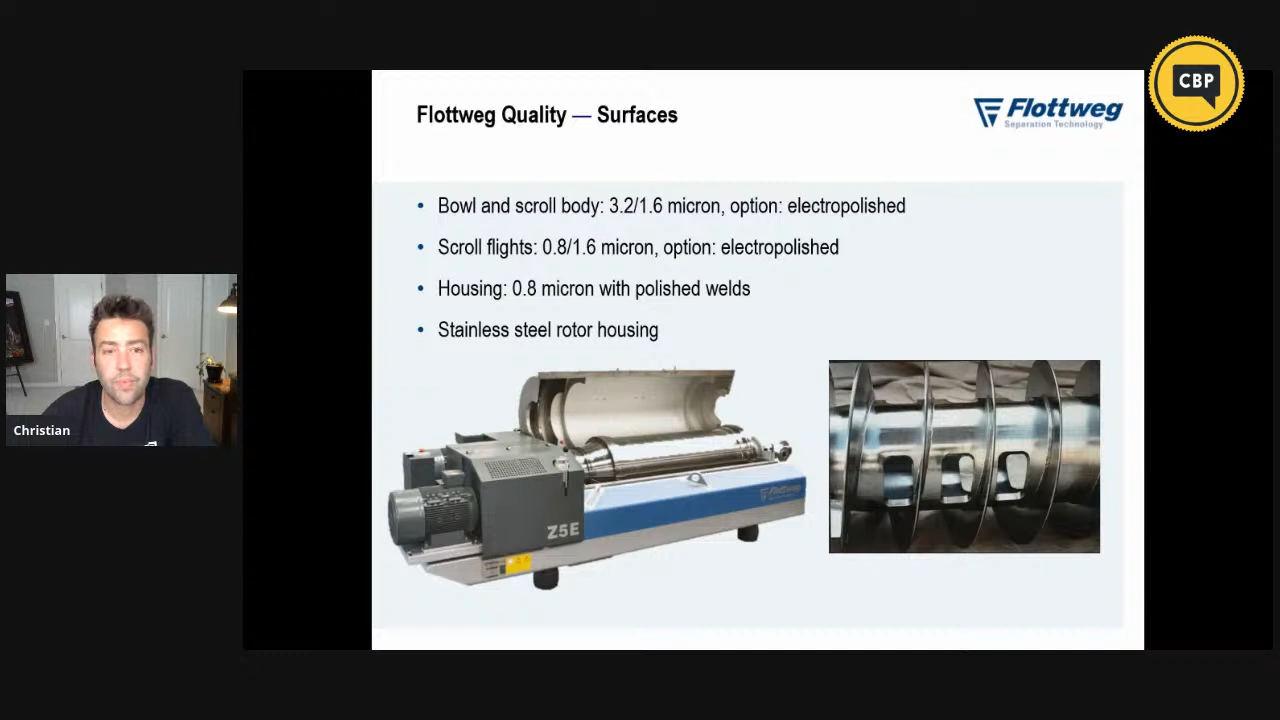 CBP
Flottweg Quality — Surfaces
Flottweg
Separation Technology
• Bowl and scroll body: 3.2/1.6 micron, option: electropolished
• Scroll flights: 0.8/1.6 micron, option: electropolished
• Housing: 0.8 micron with polished welds
• Stainless steel rotor housing
Flottweg
Z5E
Christian